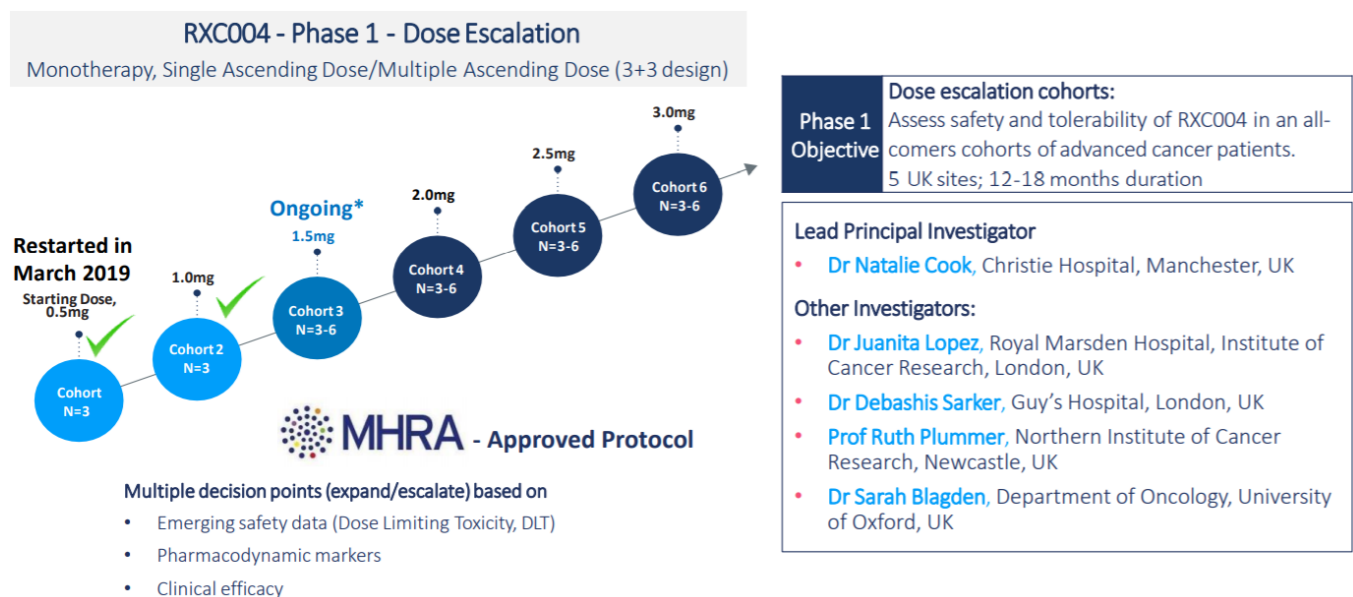 RXC004 - Phase 1 - Dose Escalation
Monotherapy, Single Ascending Dose/Multiple Ascending Dose (3+3 design)
Restarted in
March 2019
Starting Dose,
0.5mg
Cohort
N=3
1.0mg
Cohort 2
N=3
Ongoing*
1.5mg
Cohort 3
N=3-6
2.0mg
Cohort 4
N=3-6
2.5mg
Cohort 5
N=3-6
3.0mg
Cohort 6
N=3-6
MHRA - Approved Protocol
Multiple decision points (expand/escalate) based on
• Emerging safety data (Dose Limiting Toxicity, DLT)
• Pharmacodynamic markers
• Clinical efficacy
Phase 1
Objective
Dose escalation cohorts:
Assess safety and tolerability of RXC004 in an all-
comers cohorts of advanced cancer patients.
5 UK sites; 12-18 months duration
Lead Principal Investigator
• Dr Natalie Cook, Christie Hospital, Manchester, UK
Other Investigators:
• Dr Juanita Lopez, Royal Marsden Hospital, Institute of
Cancer Research, London, UK
• Dr Debashis Sarker, Guy's Hospital, London, UK
• Prof Ruth Plummer, Northern Institute of Cancer
Research, Newcastle, UK
• Dr Sarah Blagden, Department of Oncology, University
of Oxford, UK